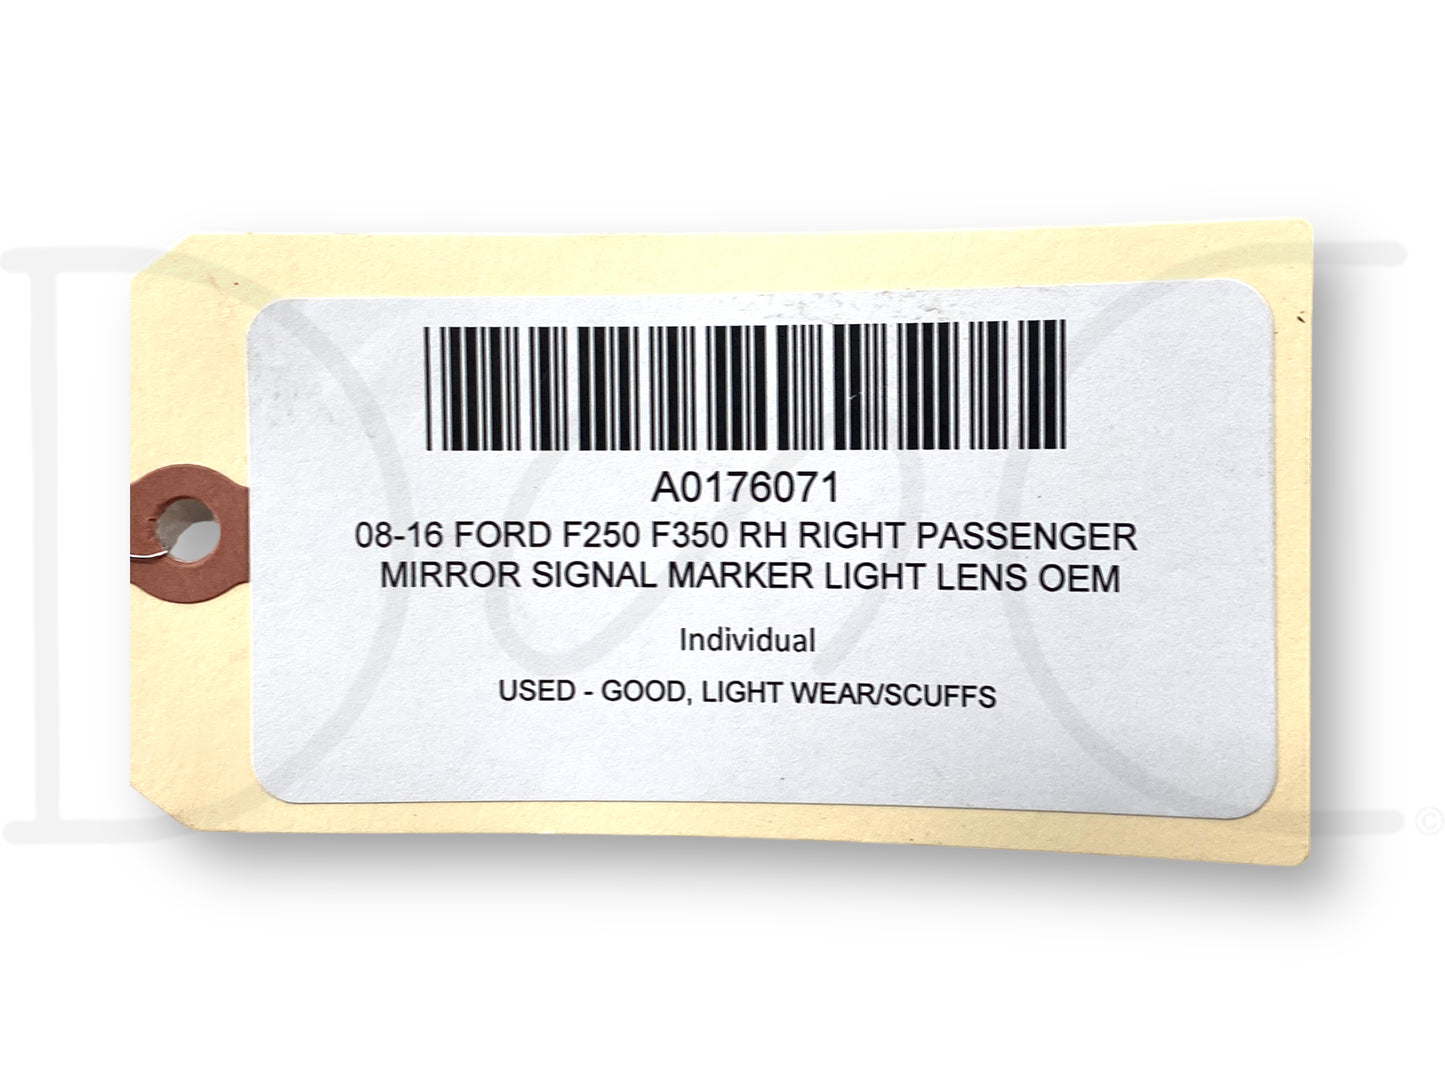 A0176071
08-16 FORD F250 F350 RH RIGHT PASSENGER
MIRROR SIGNAL MARKER LIGHT LENS OEM
Individual
USED - GOOD, LIGHT WEAR/SCUFFS
©